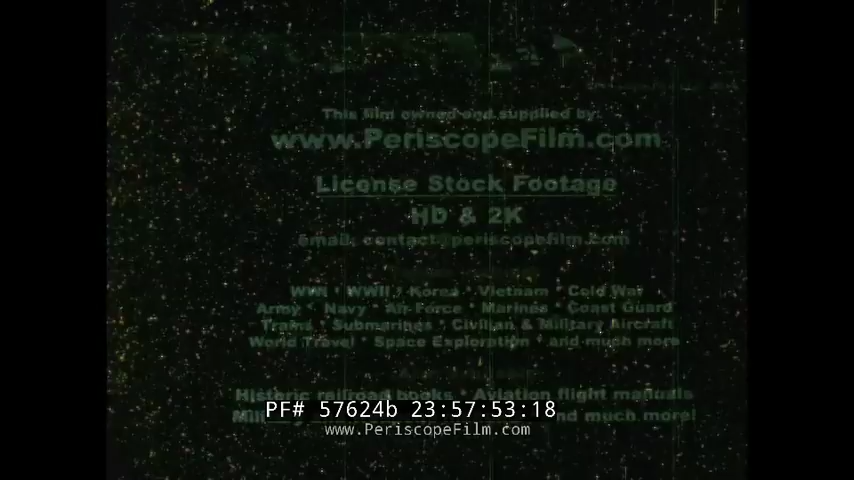 This film owned and supplied by:
www.PeriscopeFilm.com
License Stock Footage
HD & 2K
email: contact@periscopefilm.com
WWI * WWII * Korea * Vietnam * Cold War
Army * Navy * Air Force * Marines * Coast Guard
Trains * Submarines * Civilian & Military Aircraft
World Travel * Space Exploration * and much more
Historic railroad books * Aviation flight manuals
and much more!
PF# 57624b 23:57:53:18
www.PeriscopeFilm.com